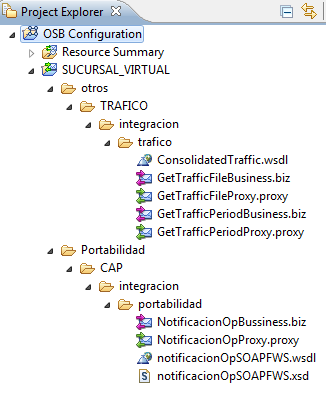 Project Explorer
OSB Configuration
Resource Summary
SUCURSAL_VIRTUAL
otros
TRAFICO
integracion
trafico
ConsolidatedTraffic.wsdl
GetTrafficFileBusiness.biz
GetTrafficFileProxy.proxy
GetTrafficPeriodBusiness.biz
GetTrafficPeriodProxy.proxy
Portabilidad
CAP
integracion
portabilidad
NotificacionOpBussiness.biz
NotificacionOpProxy.proxy
notificacionOpSOAPFWS.wsdl
notificacionOpSOAPFWS.xsd